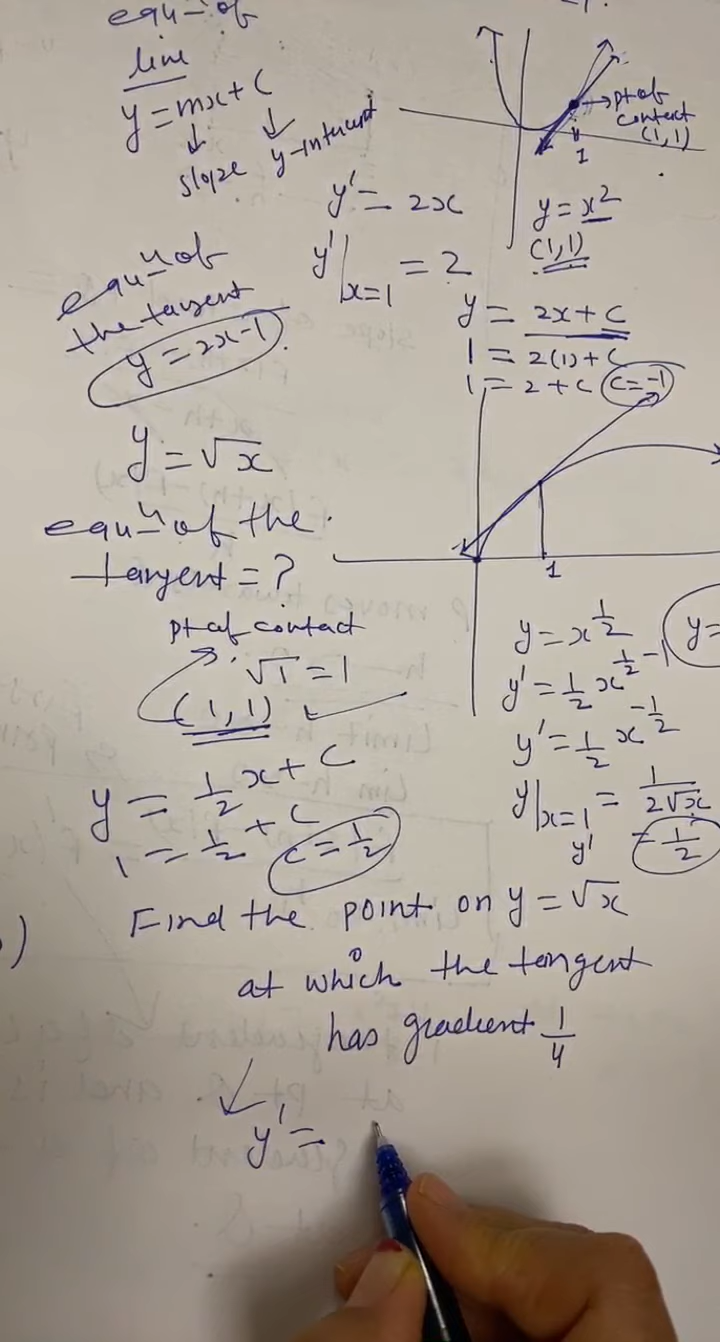 equn of
line
y = mx + c
slope y-intercept
pt of
contact
(1,1)
1
y' = 2x
y = x²
(1,1)
y'|x=1 = 2
equn of
the tangent
y = 2x-1
y = 2x + c
1 = 2(1) + c
1 = 2 + c c = -1
y = √x
equn of the
tangent = ?
1
pt of contact
√1 = 1
(1,1)
y = x^1/2
y =
y' = 1/2 x^1/2 - 1
y' = 1/2 x^-1/2
y|x=1 = 1/2√x
y' = 1/2
y = 1/2 x + c
1 = 1/2 + c
c = 1/2
)
Find the point on y = √x
at which the tangent
has gradient 1/4
y' =